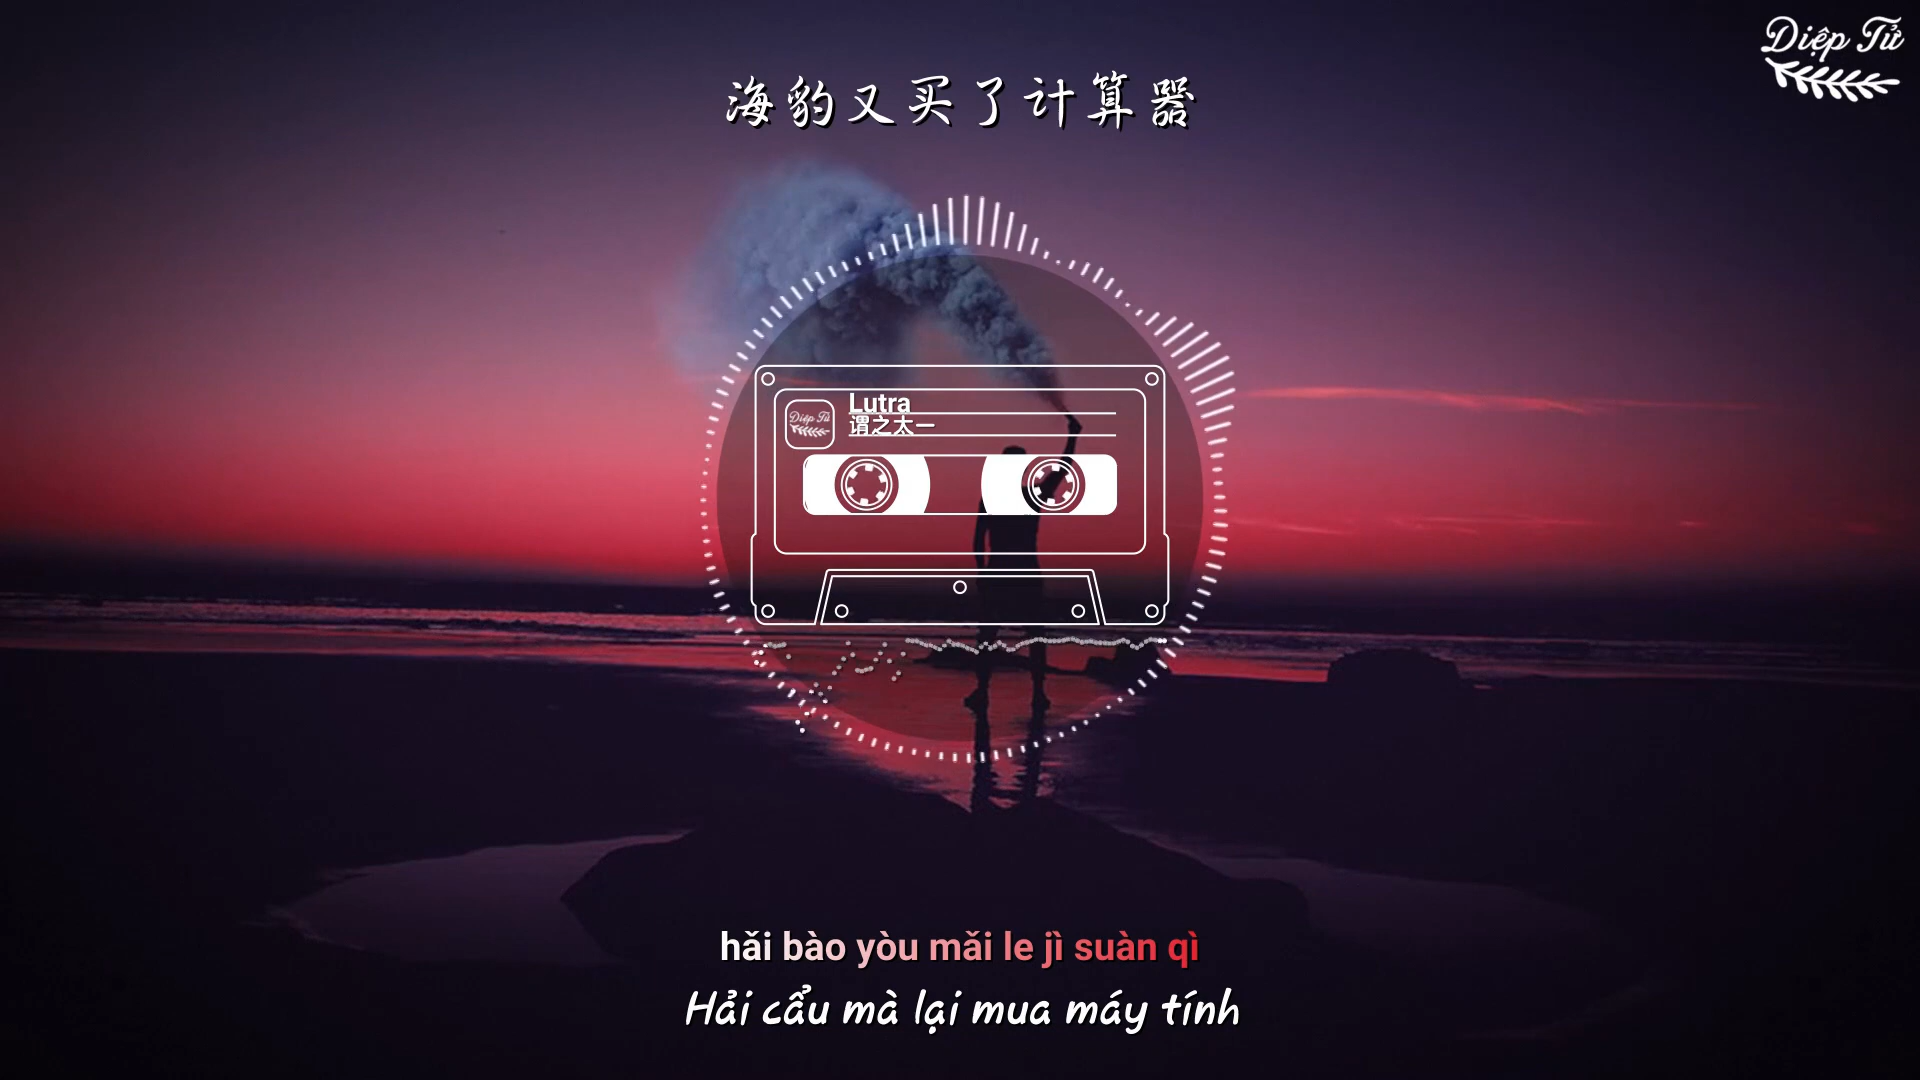 Diệp Tử
海豹又买了计算器
Lutra
Diệp Tử
谓之太一
hǎi bào yòu mǎi le jì suàn qì
Hải cẩu mà lại mua máy tính